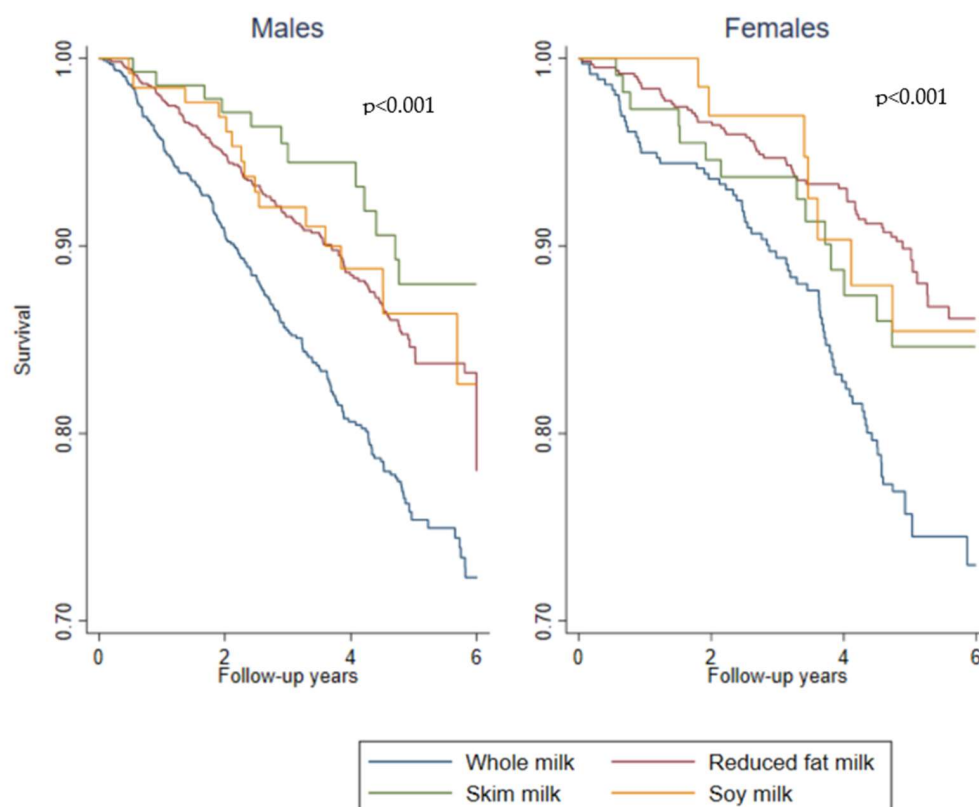 Males
Females
1.00
0.90
0.80
0.70
Survival
p<0.001
0
2
4
6
Follow-up years
1.00
0.90
0.80
0.70
p<0.001
0
2
4
6
Follow-up years
Whole milk
Reduced fat milk
Skim milk
Soy milk